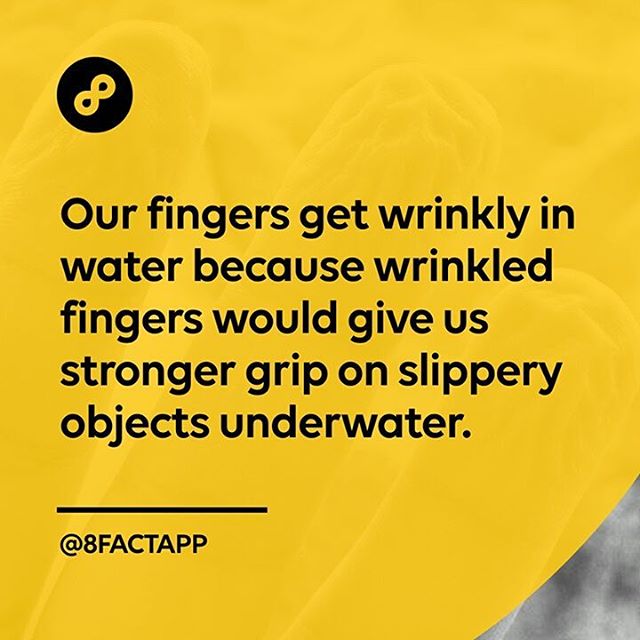 Our fingers get wrinkly in
water because wrinkled
fingers would give us
stronger grip on slippery
objects underwater.
@8FACTAPP